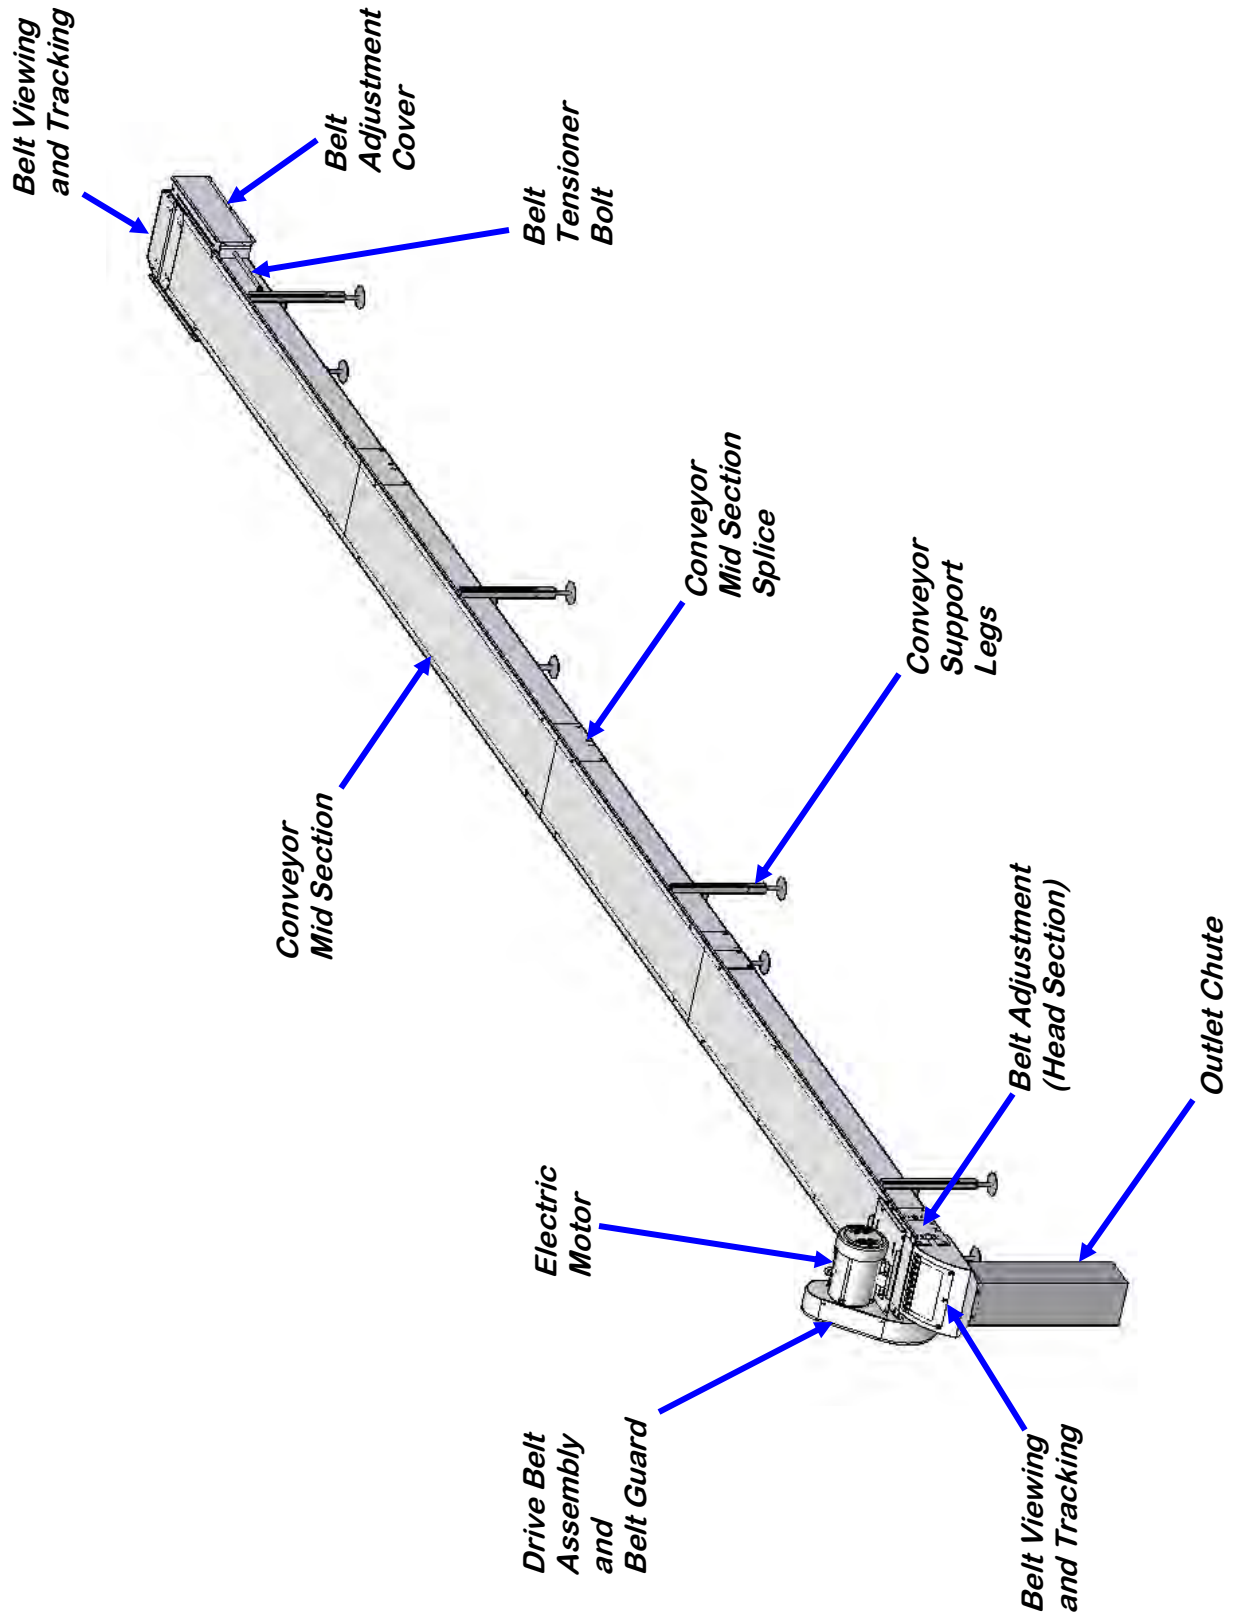 Belt Viewing
and Tracking
Belt
Adjustment
Cover
Belt
Tensioner
Bolt
Conveyor
Mid Section
Splice
Conveyor
Support
Legs
Conveyor
Mid Section
Belt Adjustment
(Head Section)
Outlet Chute
Electric
Motor
Drive Belt
Assembly
and
Belt Guard
Belt Viewing
and Tracking